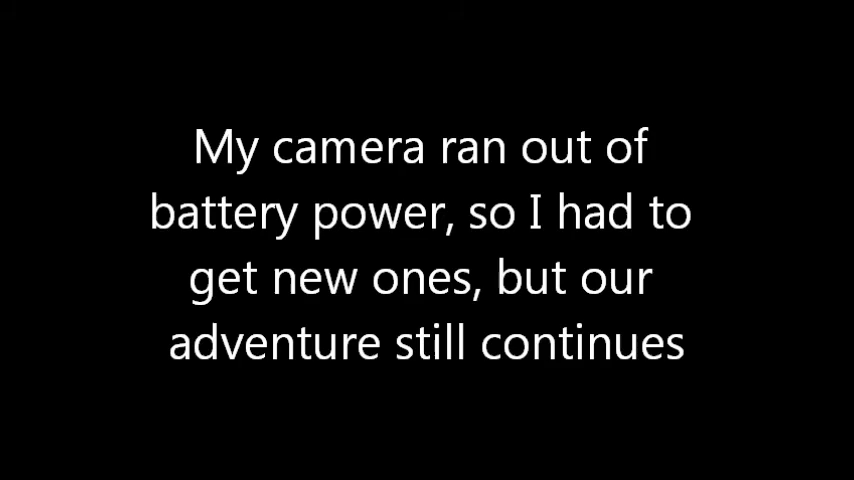 My camera ran out of
battery power, so I had to
get new ones, but our
adventure still continues